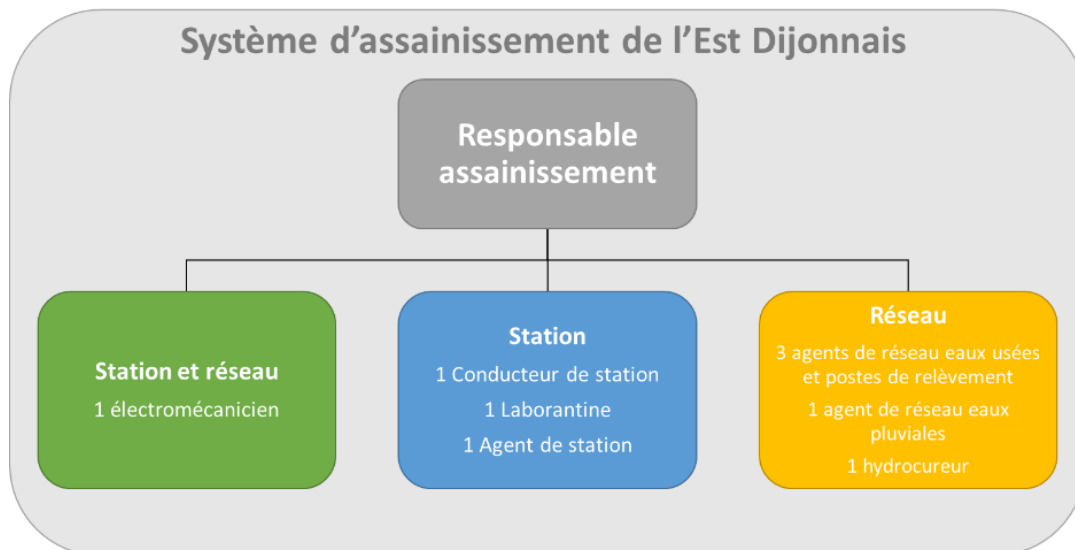 Système d’assainissement de l’Est Dijonnais
Responsable
assainissement
Station et réseau
1 électromécanicien
Station
1 Conducteur de station
1 Laborantine
1 Agent de station
Réseau
3 agents de réseau eaux usées
et postes de relèvement
1 agent de réseau eaux
pluviales
1 hydrocureur